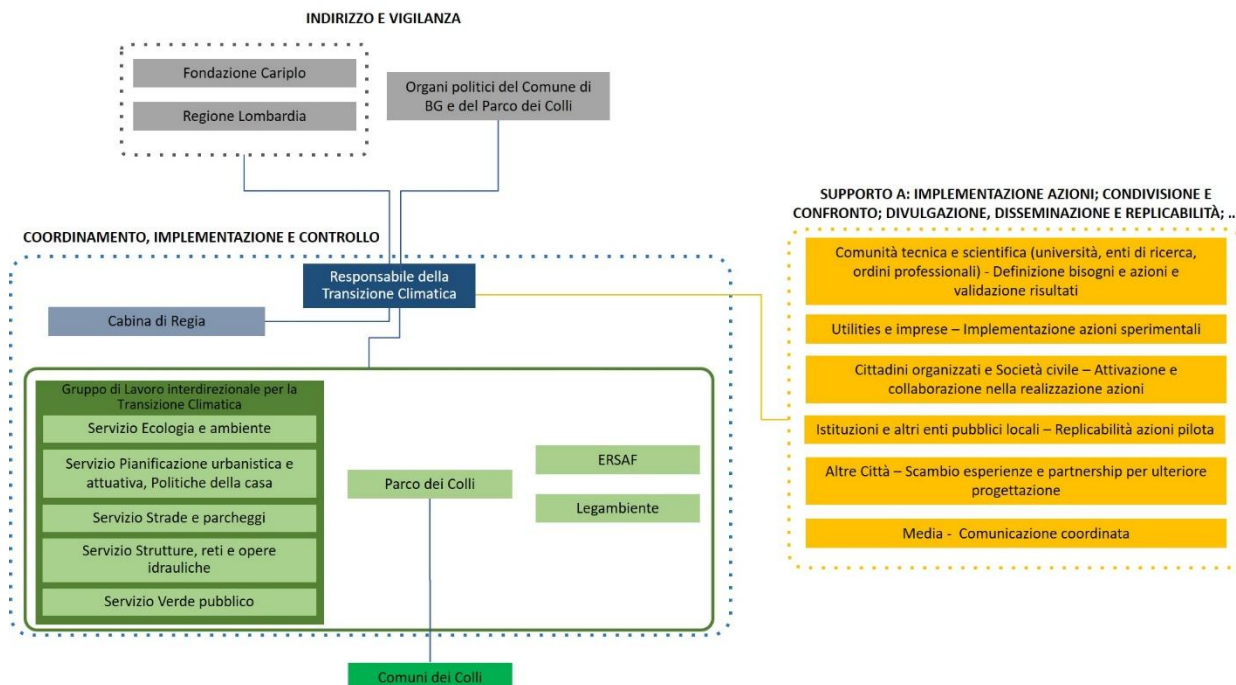 INDIRIZZO E VIGILANZA
Fondazione Cariplo
Regione Lombardia
Organi politici del Comune di
BG e del Parco dei Colli
COORDINAMENTO, IMPLEMENTAZIONE E CONTROLLO
Responsabile della
Transizione Climatica
Cabina di Regia
Gruppo di Lavoro interdirezionale per la
Transizione Climatica
Servizio Ecologia e ambiente
Servizio Pianificazione urbanistica e
attuativa, Politiche della casa
Servizio Strade e parcheggi
Servizio Strutture, reti e opere
idrauliche
Servizio Verde pubblico
Parco dei Colli
ERSAF
Legambiente
Comuni dei Colli
SUPPORTO A: IMPLEMENTAZIONE AZIONI; CONDIVISIONE E
CONFRONTO; DIVULGAZIONE, DISSEMINAZIONE E REPLICABILITÀ; ...
Comunità tecnica e scientifica (università, enti di ricerca,
ordini professionali) - Definizione bisogni e azioni e
validazione risultati
Utilities e imprese – Implementazione azioni sperimentali
Cittadini organizzati e Società civile – Attivazione e
collaborazione nella realizzazione azioni
Istituzioni e altri enti pubblici locali – Replicabilità azioni pilota
Altre Città – Scambio esperienze e partnership per ulteriore
progettazione
Media - Comunicazione coordinata